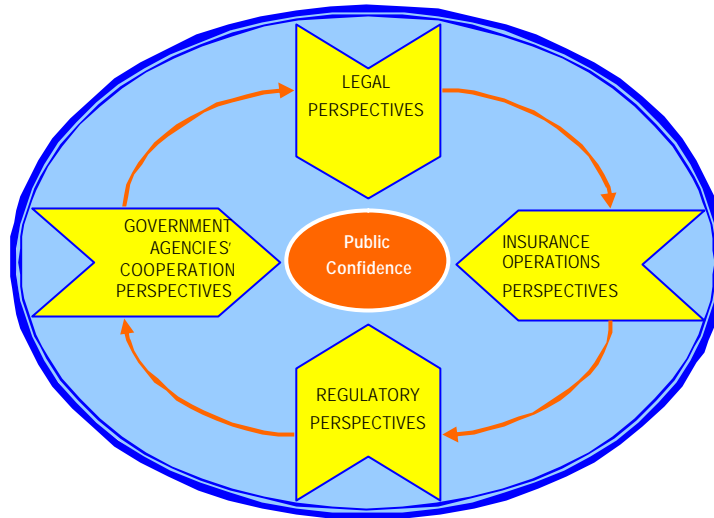 LEGAL
PERSPECTIVES
GOVERNMENT
AGENCIES'
COOPERATION
PERSPECTIVES
Public
Confidence
INSURANCE
OPERATIONS
PERSPECTIVES
REGULATORY
PERSPECTIVES